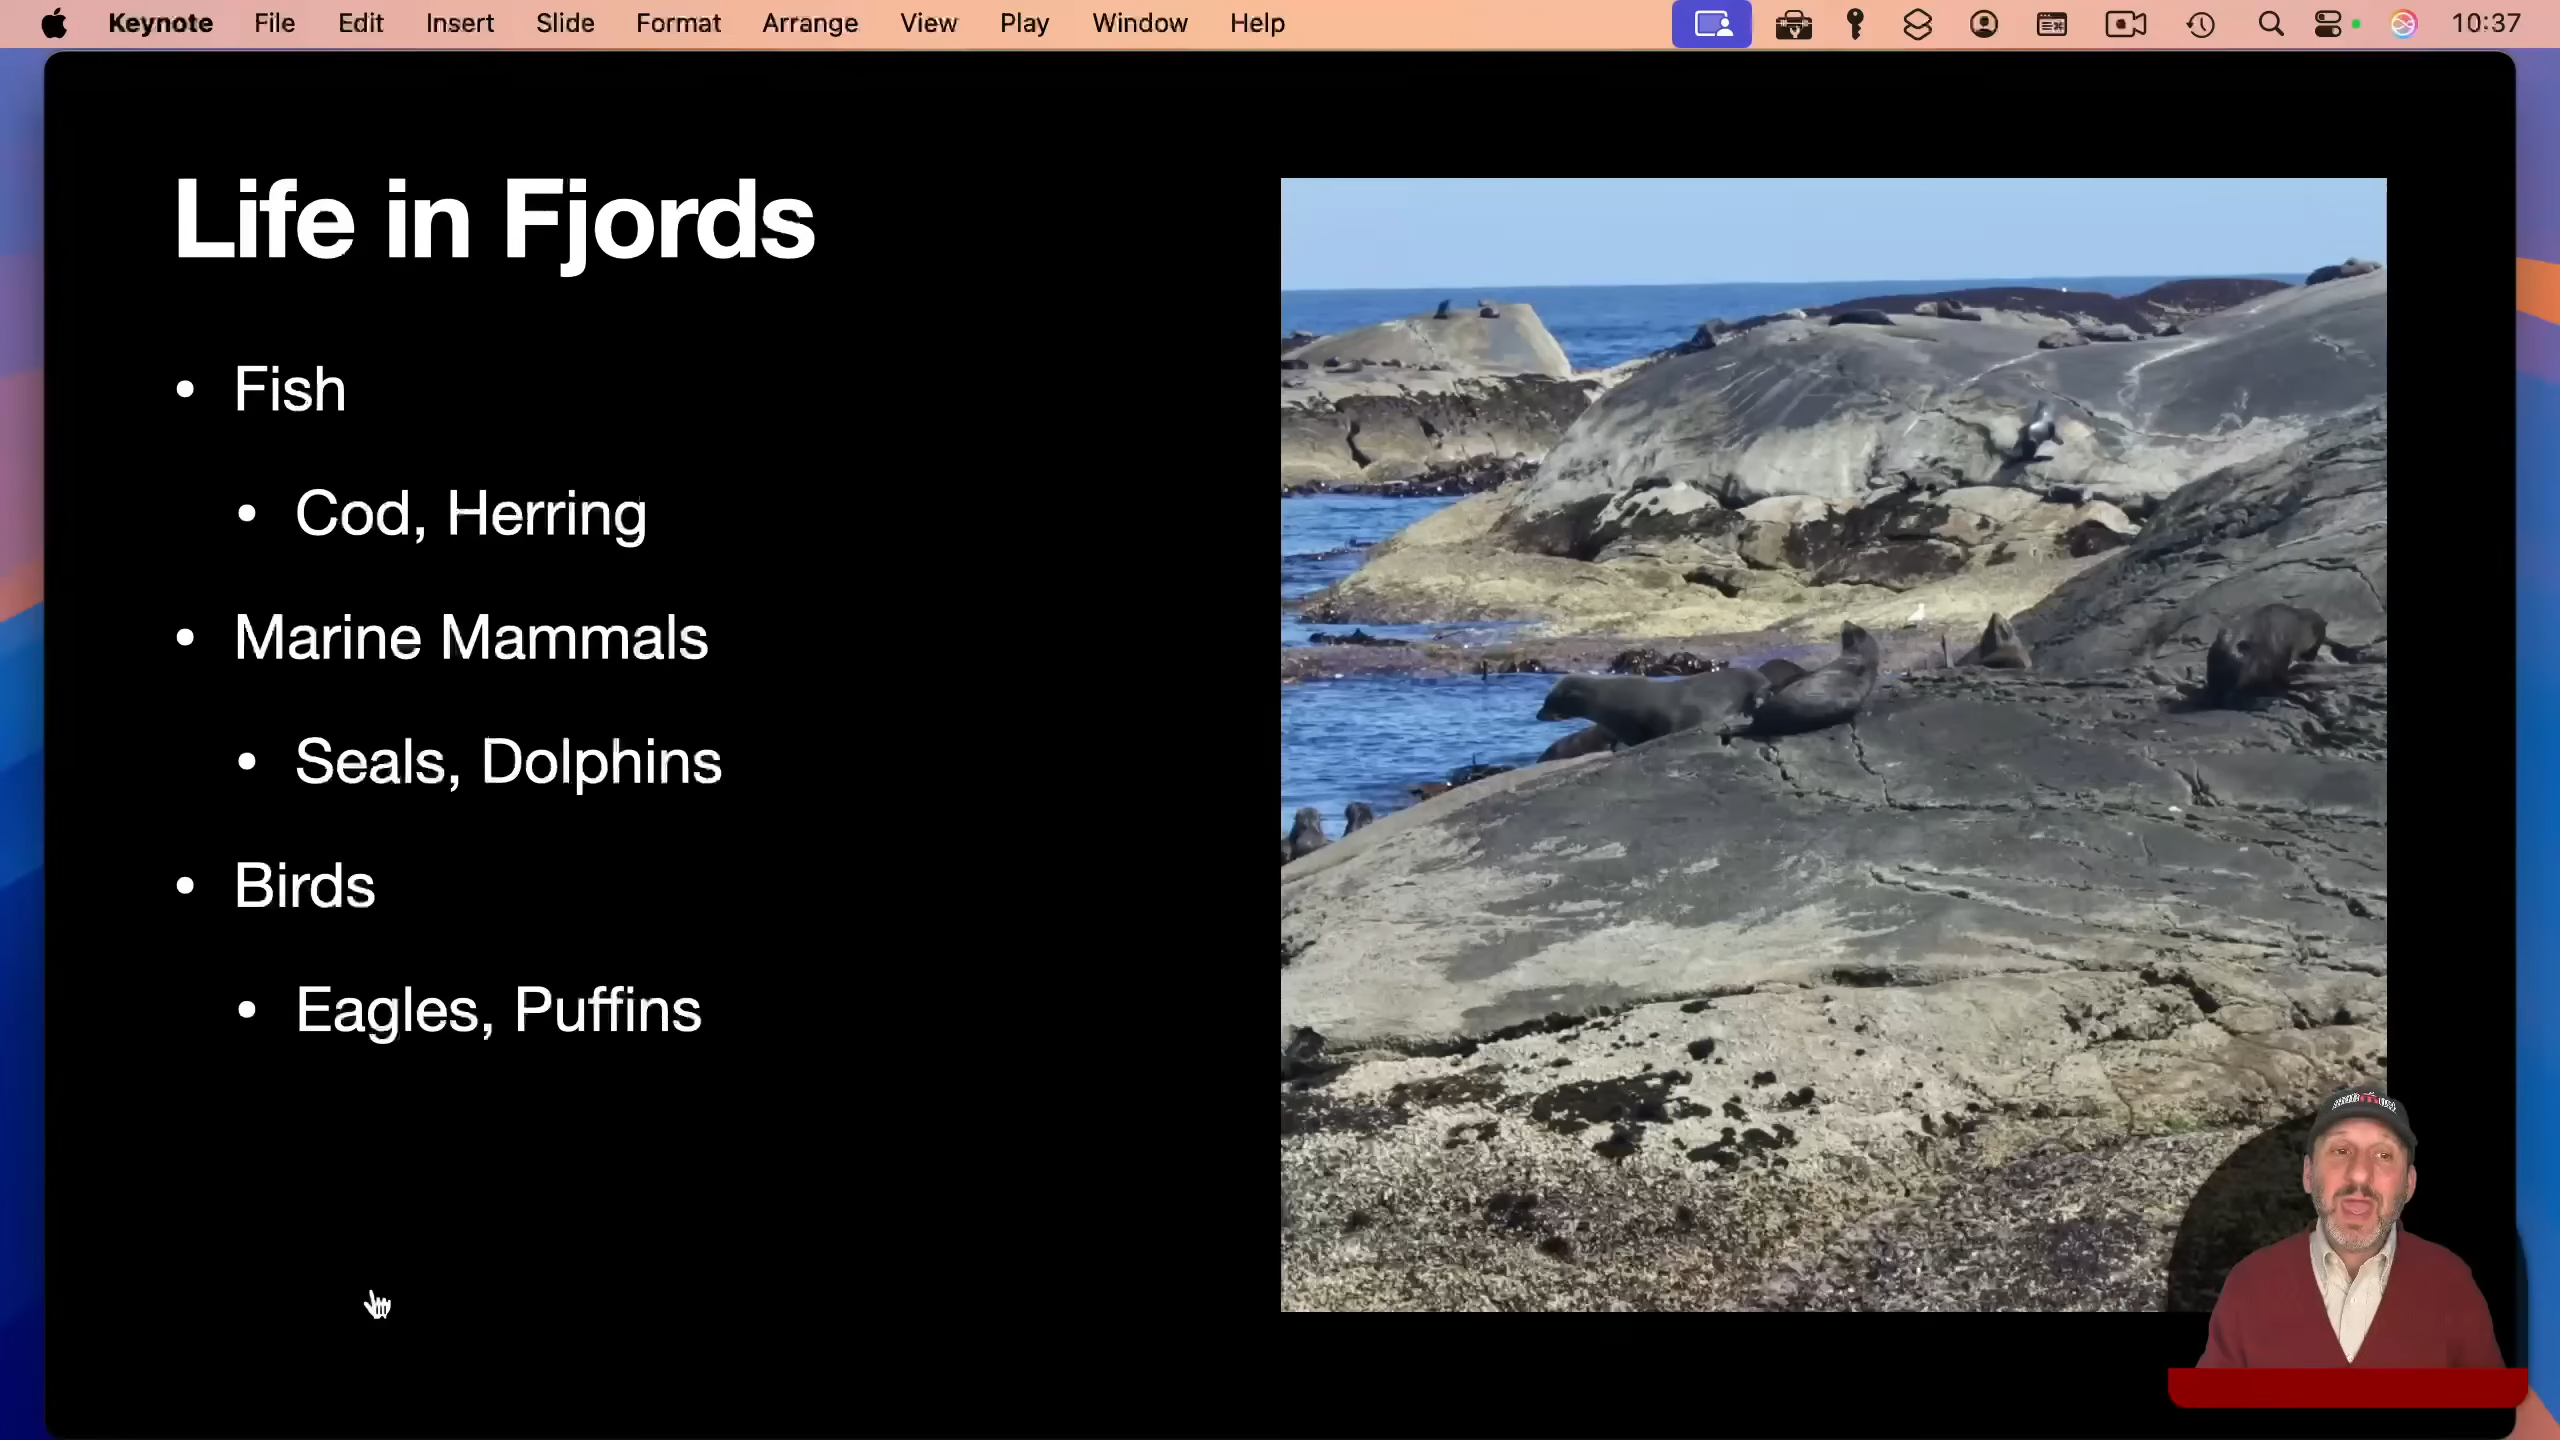 Keynote File Edit Insert Slide Format Arrange View Play Window Help 10:37
Life in Fjords
• Fish
• Cod, Herring
• Marine Mammals
• Seals, Dolphins
• Birds
• Eagles, Puffins